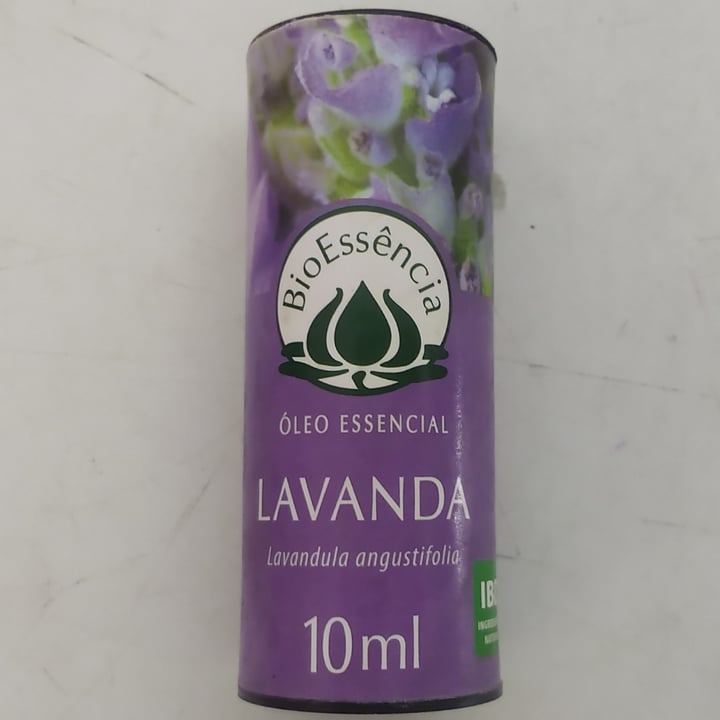 BioEssência
ÓLEO ESSENCIAL
LAVANDA
Lavandula angustifolia
10ml